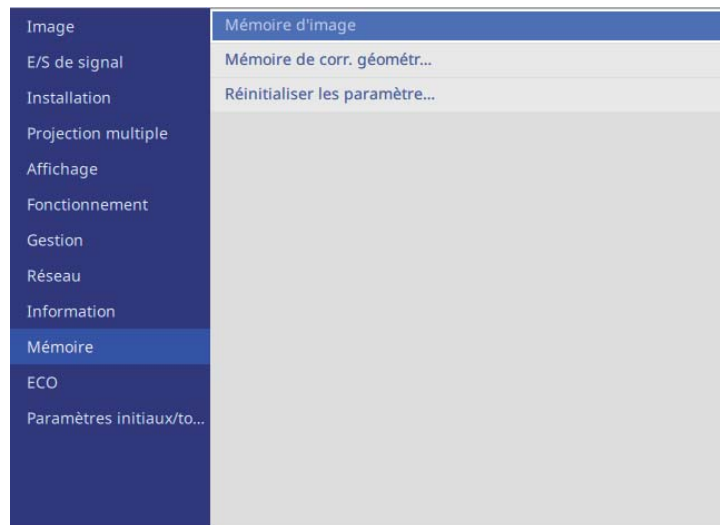 Image
E/S de signal
Installation
Projection multiple
Affichage
Fonctionnement
Gestion
Réseau
Information
Mémoire
ECO
Paramètres initiaux/to...
Mémoire d'image
Mémoire de corr. géométr...
Réinitialiser les paramètre...